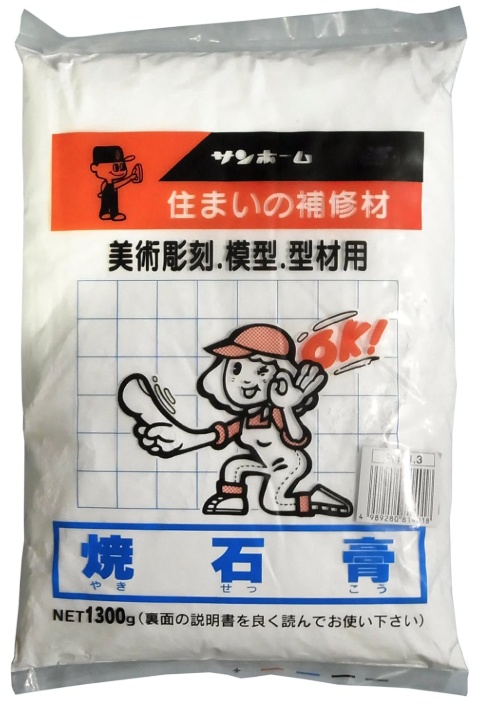 サンホーム
住まいの補修材
美術彫刻.模型.型材用
OK!
焼石膏
やきせっこう
NET1300g(裏面の説明書を良く読んでお使い下さい)